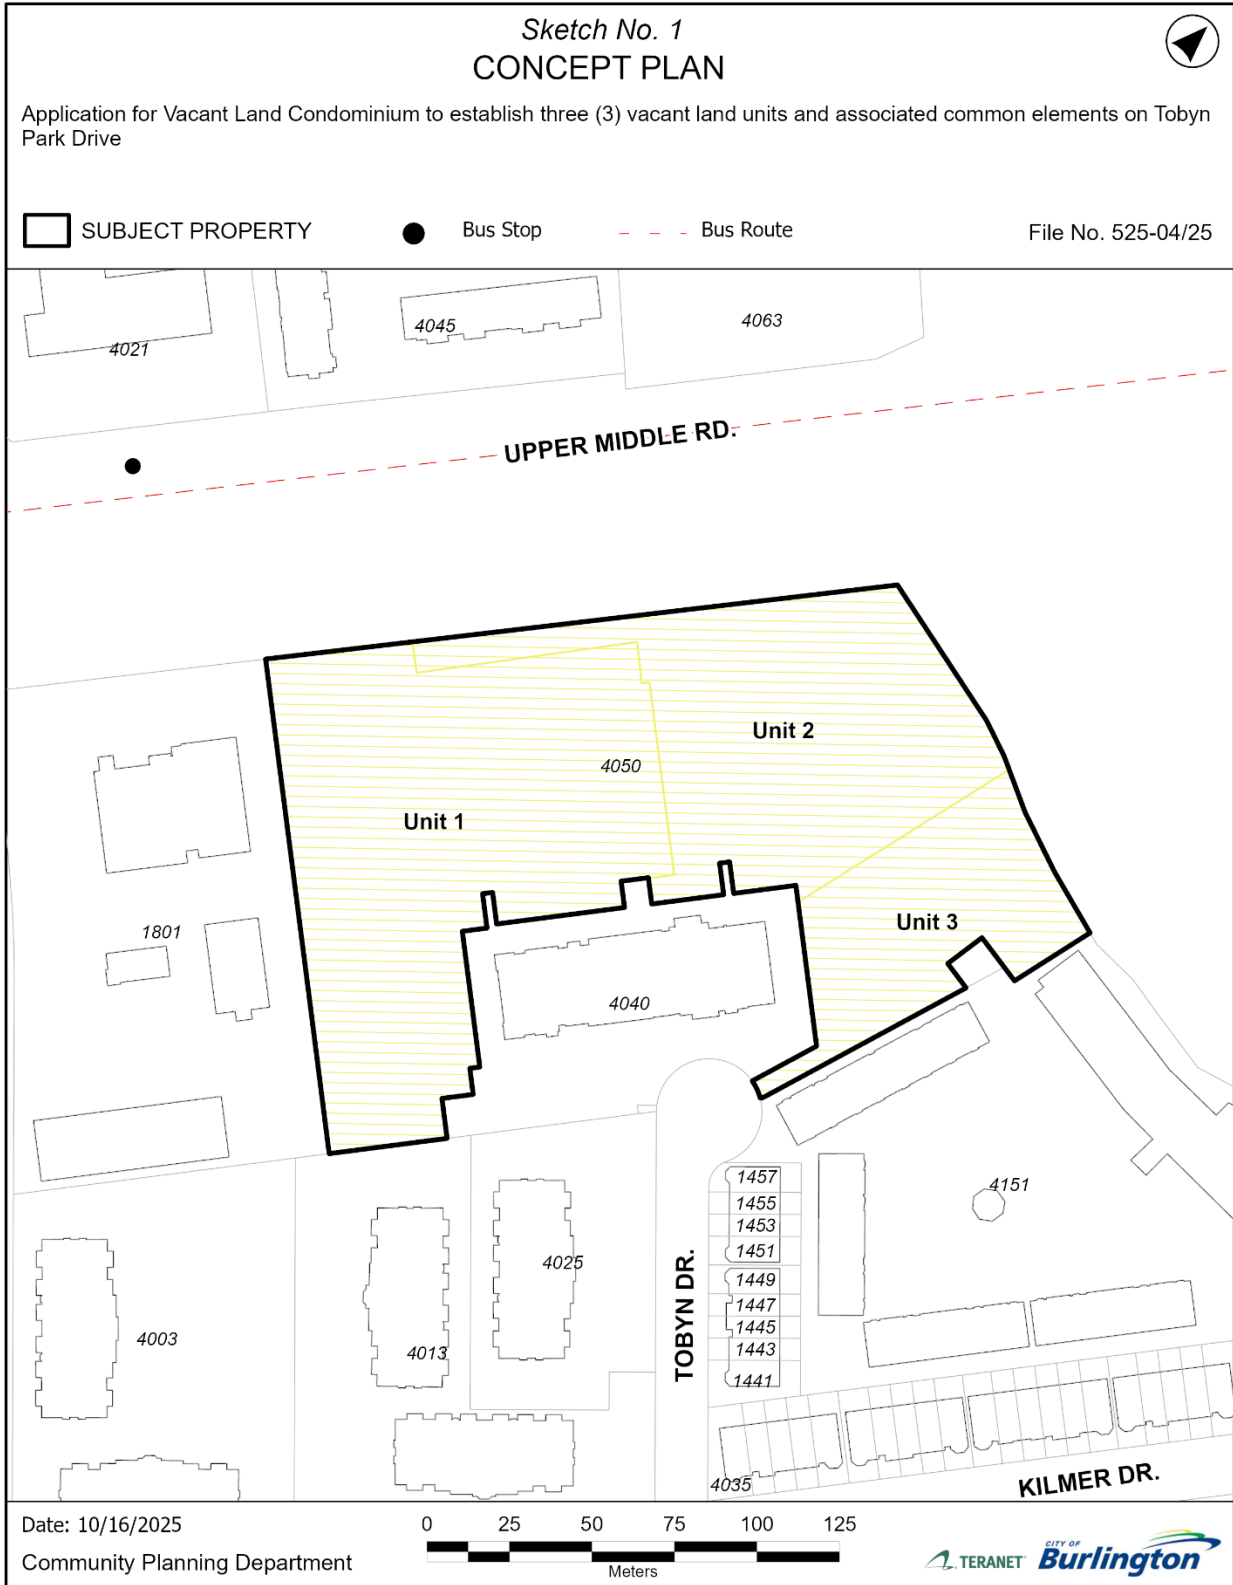 Sketch No. 1
CONCEPT PLAN
Application for Vacant Land Condominium to establish three (3) vacant land units and associated common elements on Tobyn
Park Drive
SUBJECT PROPERTY
Bus Stop
Bus Route
File No. 525-04/25
4021
4045
4063
UPPER MIDDLE RD.
Unit 2
4050
Unit 1
Unit 3
1801
4040
4151
1457
1455
1453
1451
1449
1447
1445
1443
1441
TOBYN DR.
4025
4003
4013
4035
KILMER DR.
Date: 10/16/2025
Community Planning Department
0 25 50 75 100 125
Meters
TERANET
CITY OF
Burlington